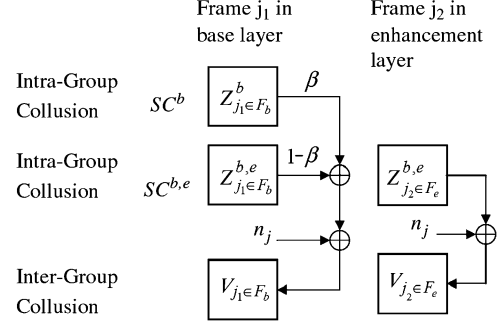 Frame j₁ in
base layer
Frame j₂ in
enhancement
layer
Intra-Group
Collusion
SCᵇ
Z^b_{j₁∈F_b}
β
Intra-Group
Collusion
SC^{b,e}
Z^{b,e}_{j₁∈F_b}
1-β
Z^{b,e}_{j₂∈F_e}
n_j
n_j
Inter-Group
Collusion
V_{j₁∈F_b}
V_{j₂∈F_e}